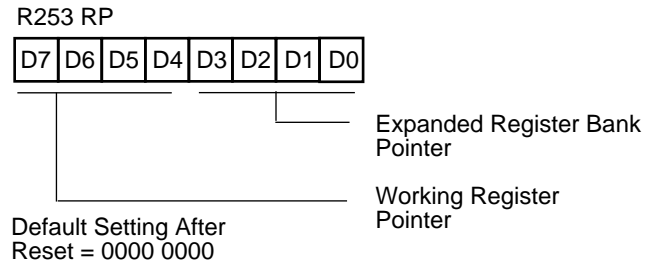 R253 RP
D7 D6 D5 D4 D3 D2 D1 D0
Expanded Register Bank
Pointer
Working Register
Pointer
Default Setting After
Reset = 0000 0000